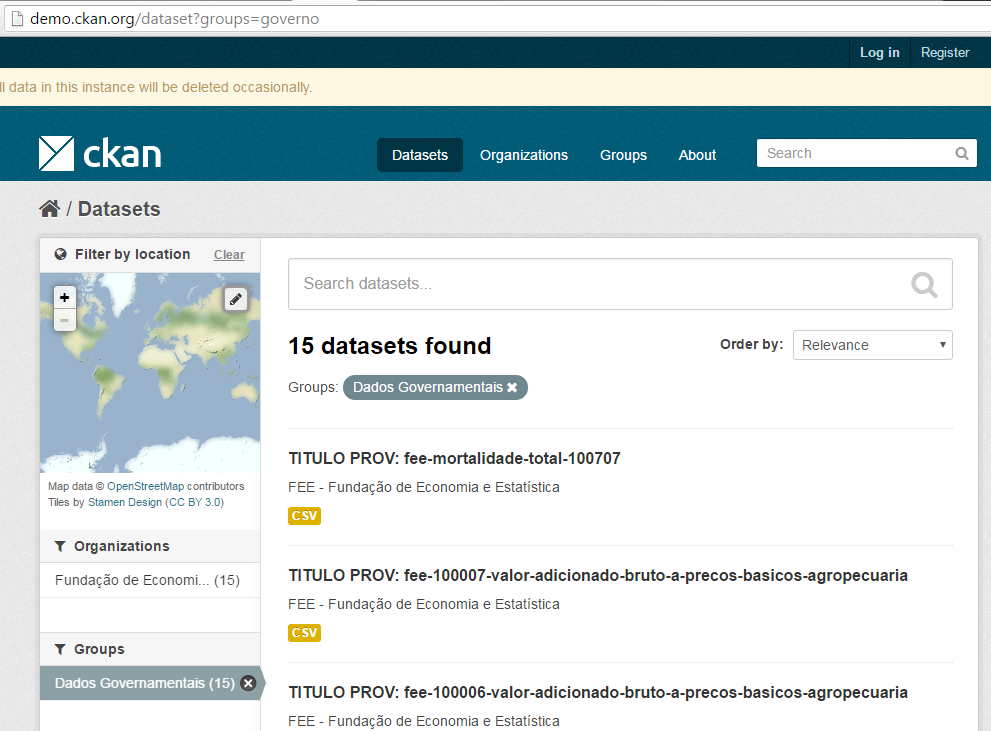 demo.ckan.org/dataset?groups=governo
Log in Register
ll data in this instance will be deleted occasionally.
ckan Datasets Organizations Groups About Search
/ Datasets
Filter by location Clear
+
-
Map data © OpenStreetMap contributors
Tiles by Stamen Design (CC BY 3.0)
Organizations
Fundação de Economi... (15)
Groups
Dados Governamentais (15)
Search datasets...
15 datasets found
Order by: Relevance
Groups: Dados Governamentais
TITULO PROV: fee-mortalidade-total-100707
FEE - Fundação de Economia e Estatística
CSV
TITULO PROV: fee-100007-valor-adicionado-bruto-a-precos-basicos-agropecuaria
FEE - Fundação de Economia e Estatística
CSV
TITULO PROV: fee-100006-valor-adicionado-bruto-a-precos-basicos-agropecuaria
FEE - Fundação de Economia e Estatística